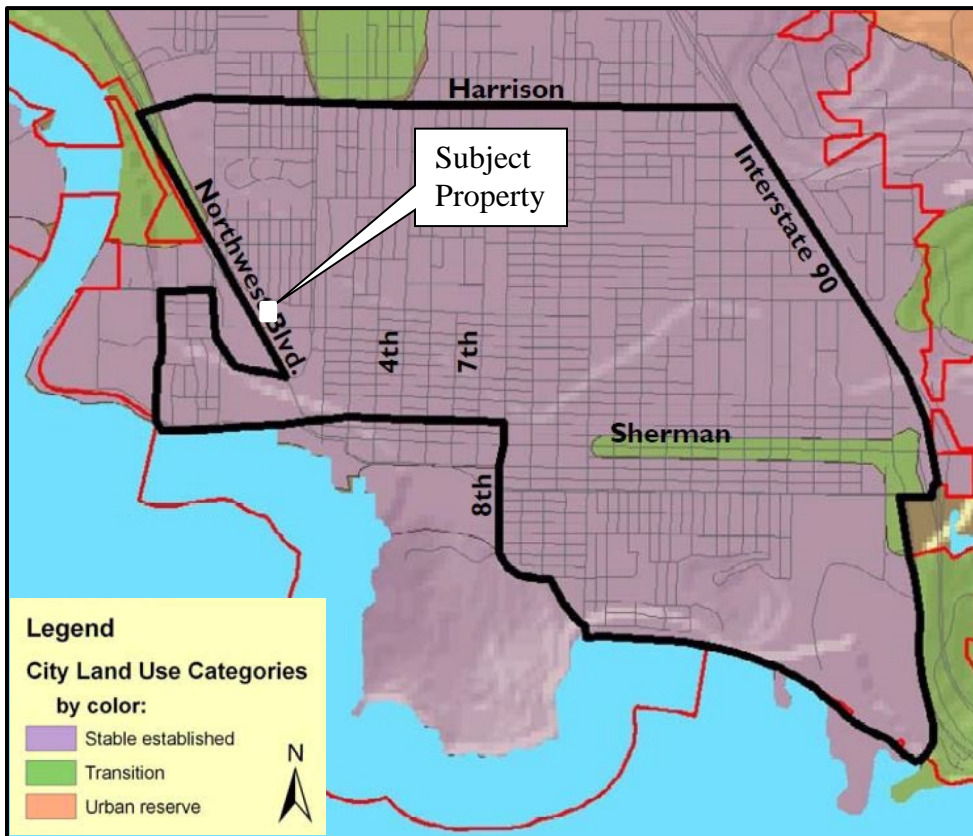 Harrison
Subject
Property
Interstate 90
Northwest Blvd.
4th
7th
Sherman
8th
Legend
City Land Use Categories
by color:
Stable established
Transition
Urban reserve
N